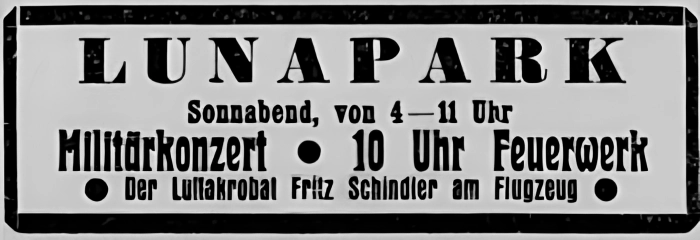 LUNAPARK
Sonnabend, von 4—11 Uhr
Militärkonzert ● 10 Uhr Feuerwerk
● Der Luftakrobat Fritz Schindler am Flugzeug ●